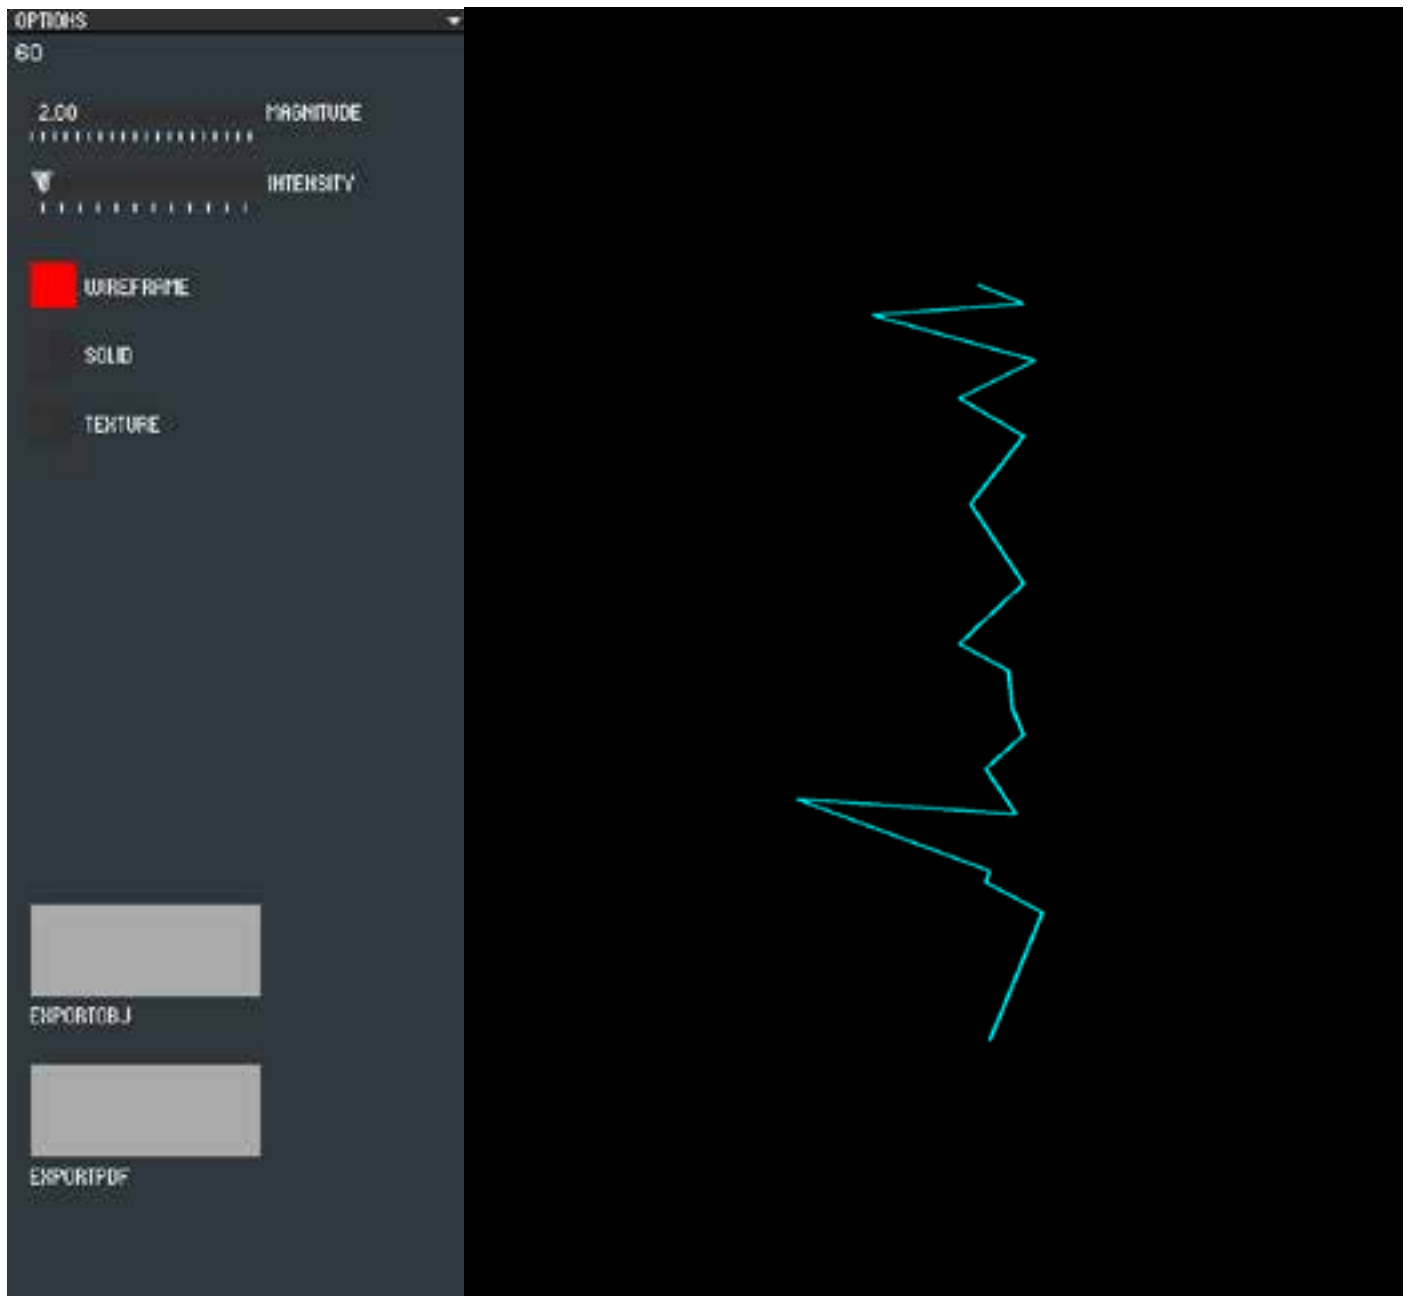 OPTIONS
60
2.00 MAGNITUDE
INTENSITY
WIREFRAME
SOLID
TEXTURE
EXPORTOBJ
EXPORTPDF